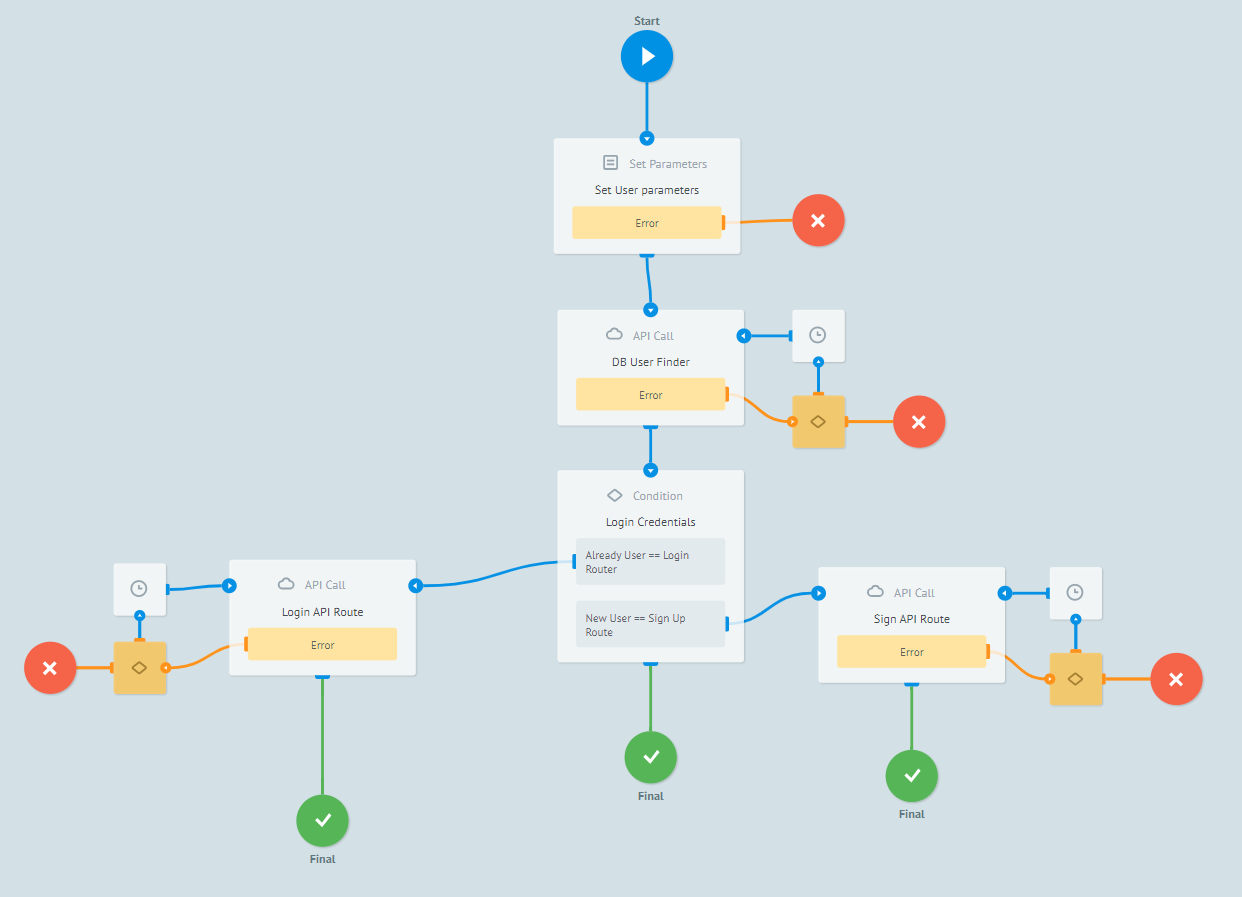 Start
Set Parameters
Set User parameters
Error
API Call
DB User Finder
Error
Condition
Login Credentials
Already User == Login
Router
New User == Sign Up
Route
API Call
Login API Route
Error
API Call
Sign API Route
Error
Final
Final
Final